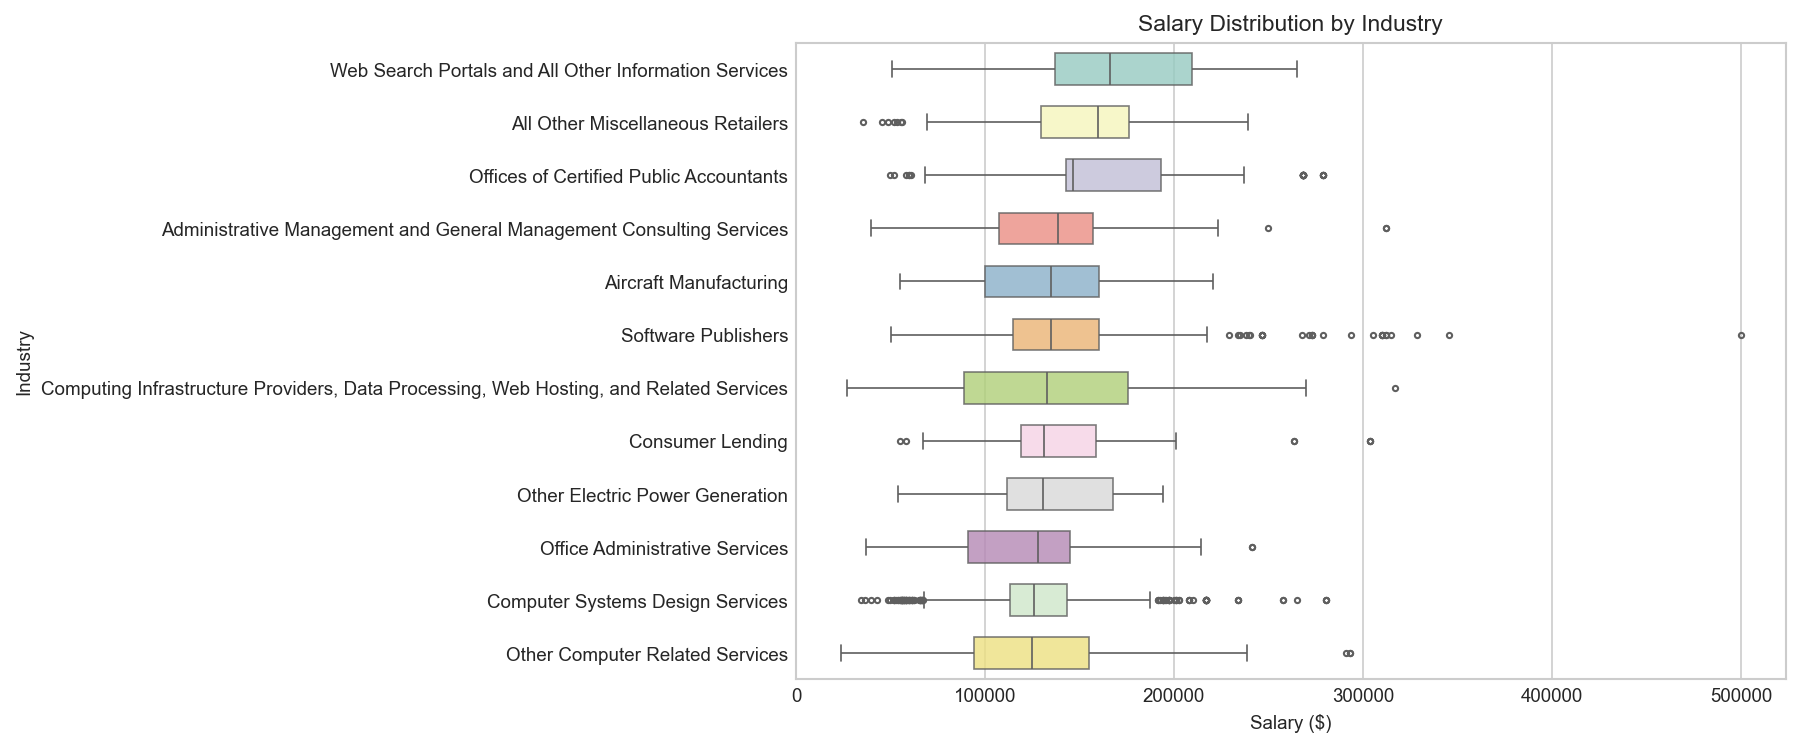 Salary Distribution by Industry
Web Search Portals and All Other Information Services
All Other Miscellaneous Retailers
Offices of Certified Public Accountants
Administrative Management and General Management Consulting Services
Aircraft Manufacturing
Software Publishers
Industry
Computing Infrastructure Providers, Data Processing, Web Hosting, and Related Services
Consumer Lending
Other Electric Power Generation
Office Administrative Services
Computer Systems Design Services
Other Computer Related Services
0 100000 200000 300000 400000 500000
Salary ($)